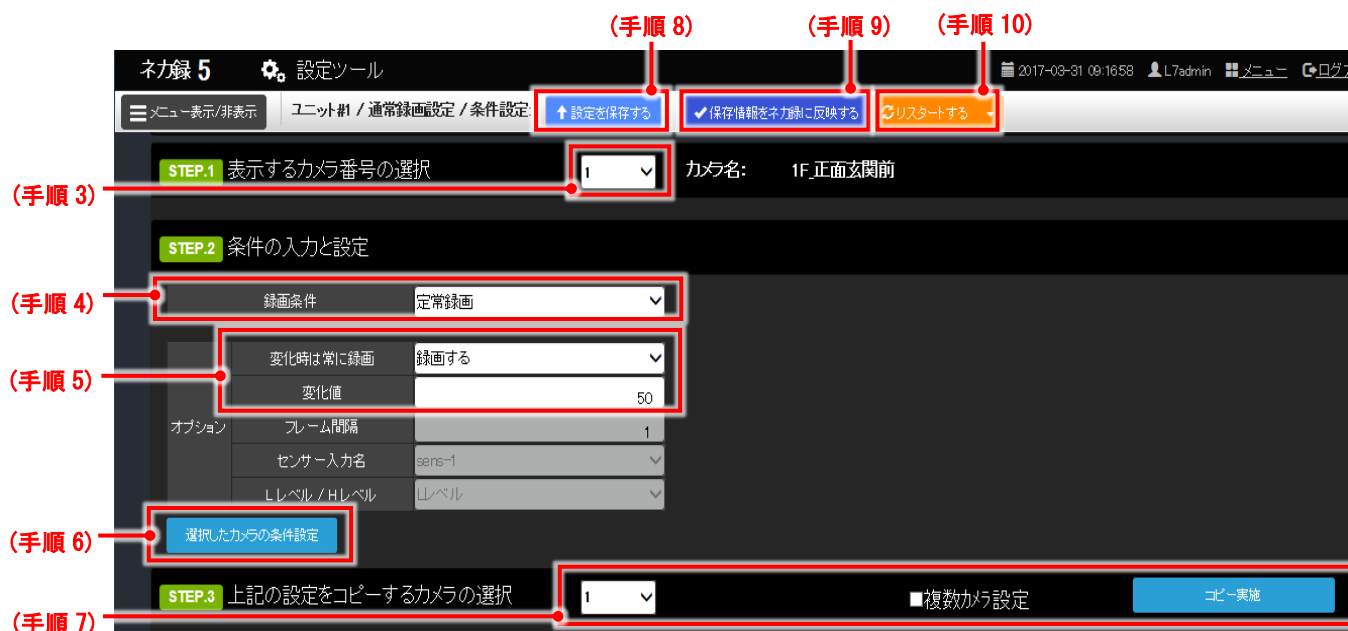 (手順 8) (手順 9) (手順 10)
ネカ録 5 設定ツール 2017-03-31 09:16:58 L7admin メニュー ログア
メニュー表示/非表示 ユニット#1 / 通常録画設定 / 条件設定 設定を保存する 保存情報をネカ録に反映する リスタートする
(手順 3) STEP.1 表示するカメラ番号の選択 1 カメラ名: 1F_正面玄関前
STEP.2 条件の入力と設定
(手順 4) 録画条件 定常録画
(手順 5) 変化時は常に録画 録画する
変化値 50
オプション フレーム間隔 1
センサー入力名 sens-1
Lレベル / Hレベル Lレベル
(手順 6) 選択したカメラの条件設定
(手順 7) STEP.3 上記の設定をコピーするカメラの選択 1 ■複数カメラ設定 コピー実施